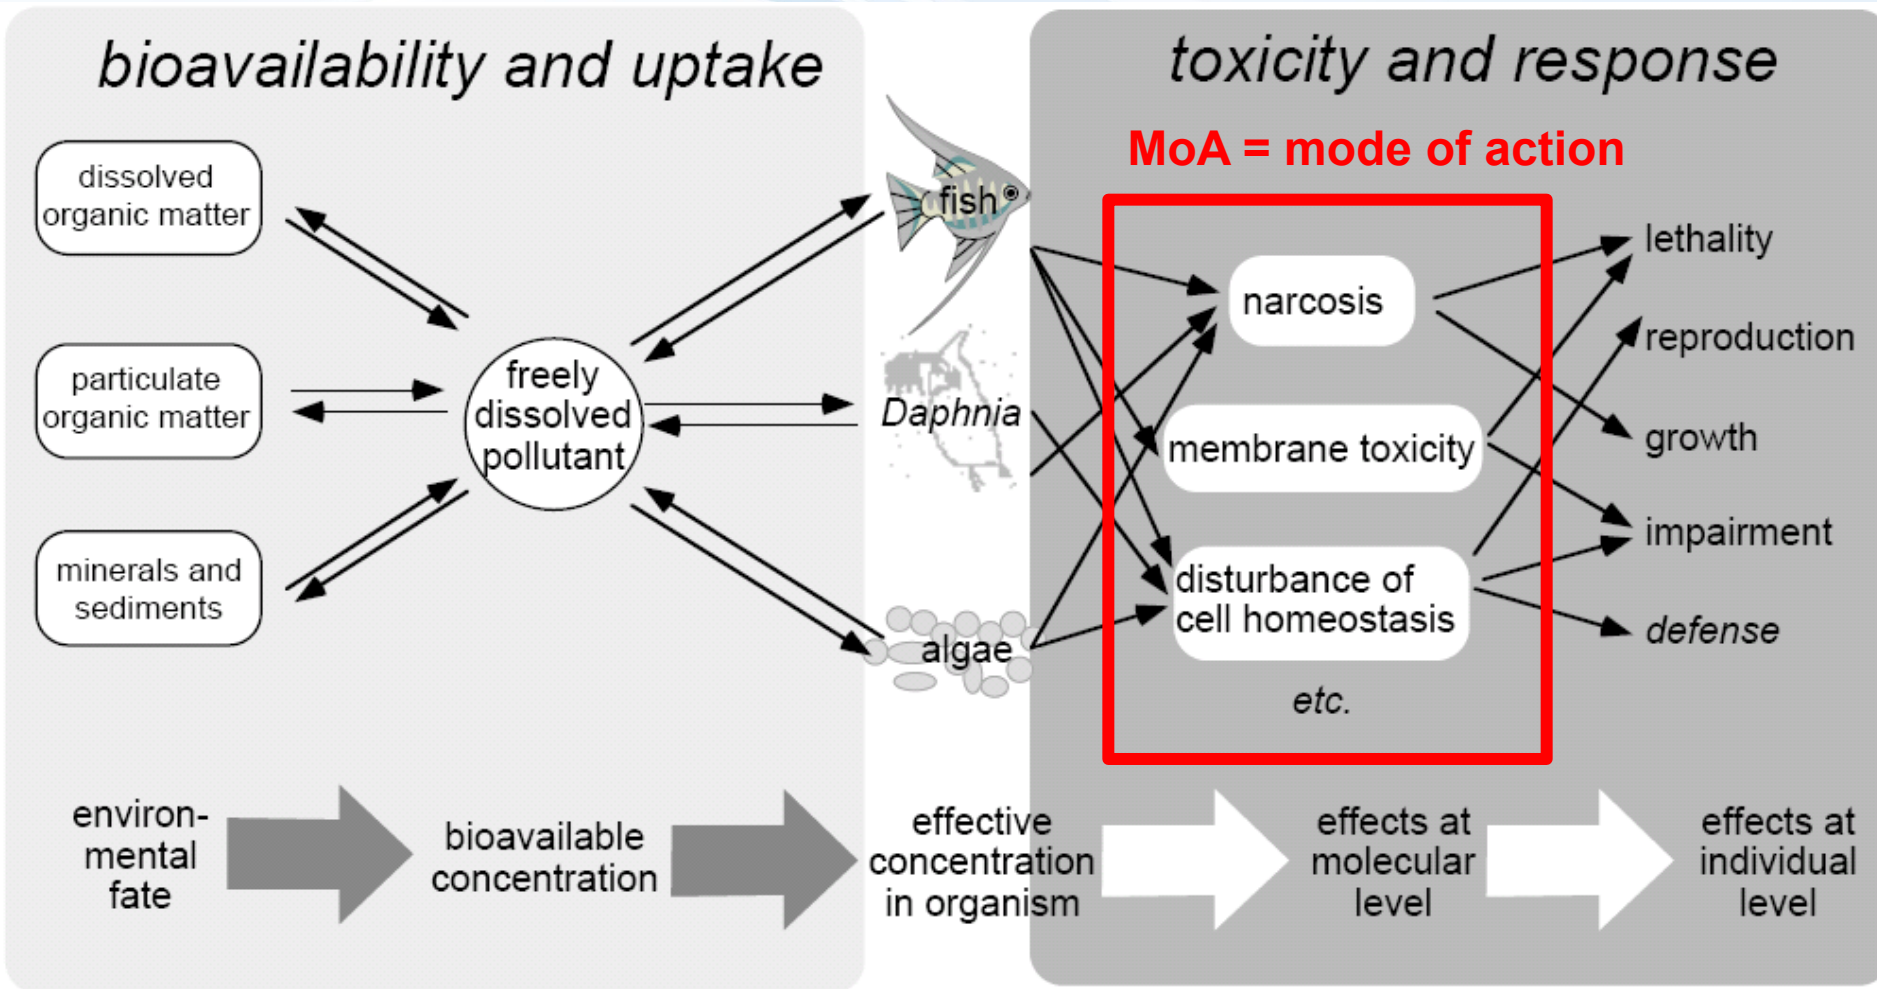 bioavailability and uptake
toxicity and response
MoA = mode of action
dissolved
organic matter
particulate
organic matter
minerals and
sediments
freely
dissolved
pollutant
fish
Daphnia
algae
narcosis
membrane toxicity
disturbance of
cell homeostasis
etc.
lethality
reproduction
growth
impairment
defense
environ-
mental
fate
bioavailable
concentration
effective
concentration
in organism
effects at
molecular
level
effects at
individual
level